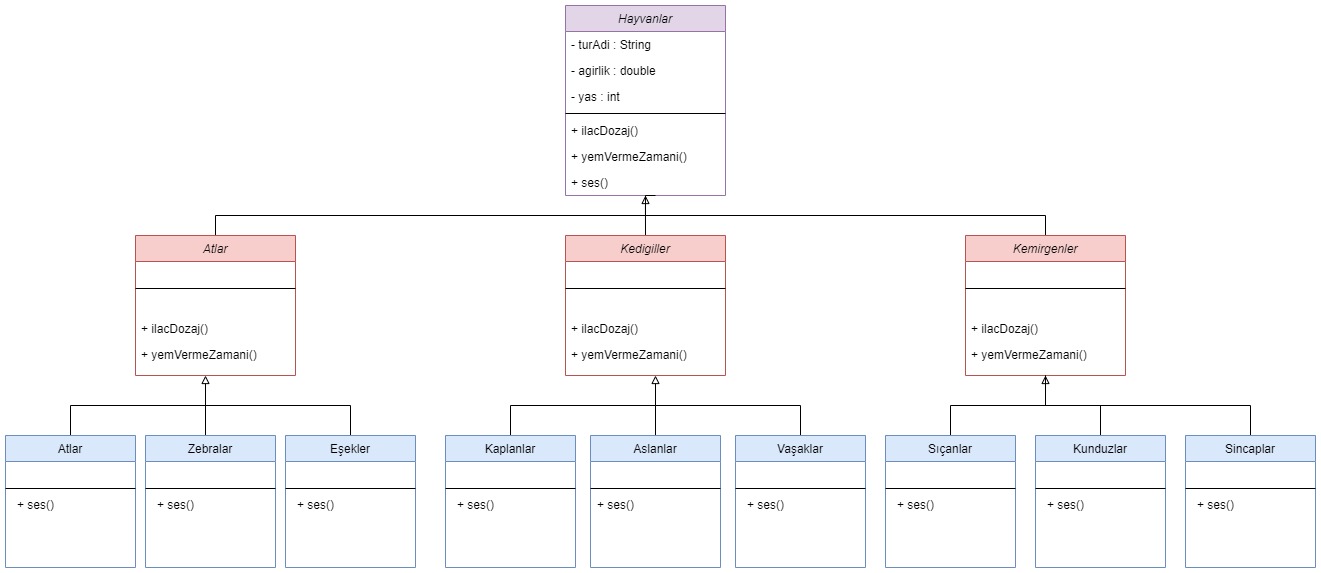 Hayvanlar
- turAdi : String
- agirlik : double
- yas : int
+ ilacDozaj()
+ yemVermeZamani()
+ ses()
Atlar
+ ilacDozaj()
+ yemVermeZamani()
Kedigiller
+ ilacDozaj()
+ yemVermeZamani()
Kemirgenler
+ ilacDozaj()
+ yemVermeZamani()
Atlar
+ ses()
Zebralar
+ ses()
Eşekler
+ ses()
Kaplanlar
+ ses()
Aslanlar
+ ses()
Vaşaklar
+ ses()
Sıçanlar
+ ses()
Kunduzlar
+ ses()
Sincaplar
+ ses()